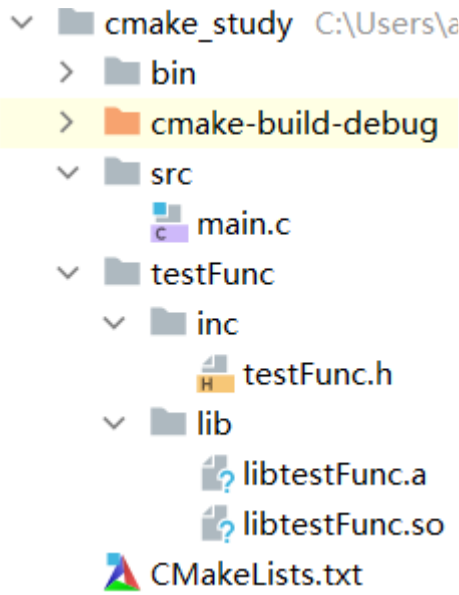 cmake_study C:\Users\a
bin
cmake-build-debug
src
main.c
testFunc
inc
testFunc.h
lib
libtestFunc.a
libtestFunc.so
CMakeLists.txt